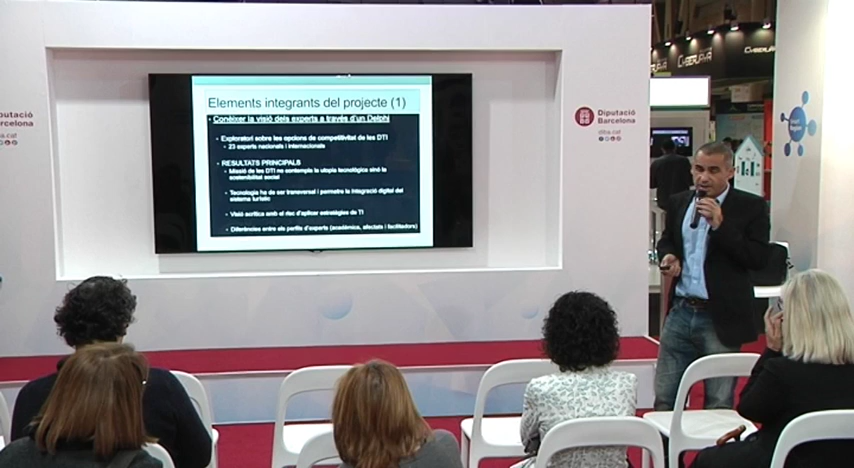 CYBERJAYA
CYBERJAYA
putació
Barcelona
diba.cat
Elements integrants del projecte (1)
• Conèixer la visió dels experts a través d'un Delphi
• Exploratori sobre les opcions de competitivitat de les DTI
• 23 experts nacionals i internacionals
• RESULTATS PRINCIPALS
• Missió de les DTI no contempla la utopia tecnològica sinó la
sostenibilitat social
• Tecnologia ha de ser transversal i permetre la integració digital del
sistema turístic
• Visió acrítica amb el risc d'aplicar estratègies de TI
• Diferències entre els perfils d'experts (acadèmics, afectats i facilitadors)
Diputació
Barcelona
diba.cat